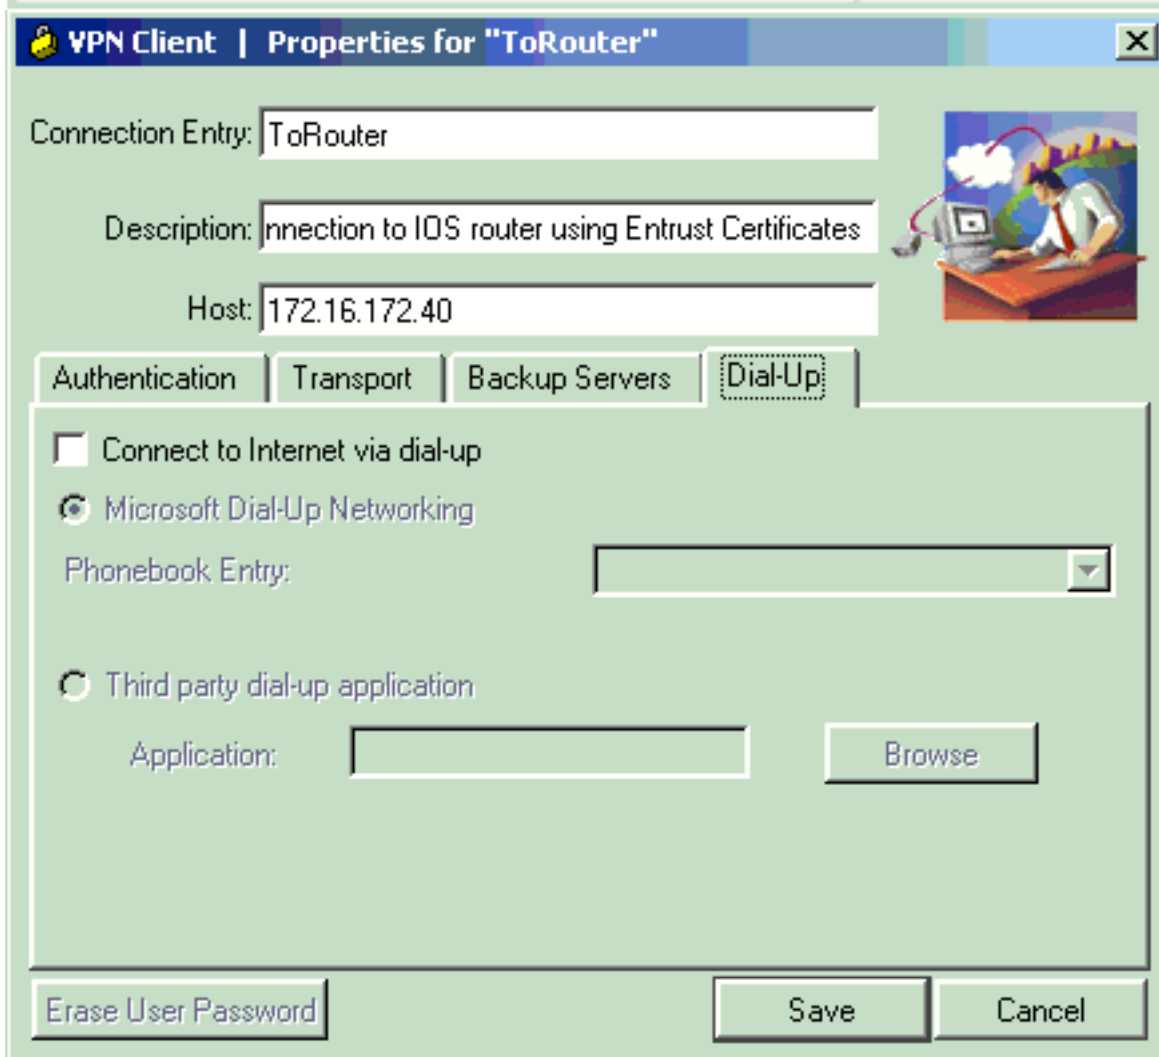 VPN Client | Properties for "ToRouter"
Connection Entry: ToRouter
Description: nnection to IOS router using Entrust Certificates
Host: 172.16.172.40
Authentication Transport Backup Servers Dial-Up
Connect to Internet via dial-up
Microsoft Dial-Up Networking
Phonebook Entry:
Third party dial-up application
Application: Browse
Erase User Password Save Cancel